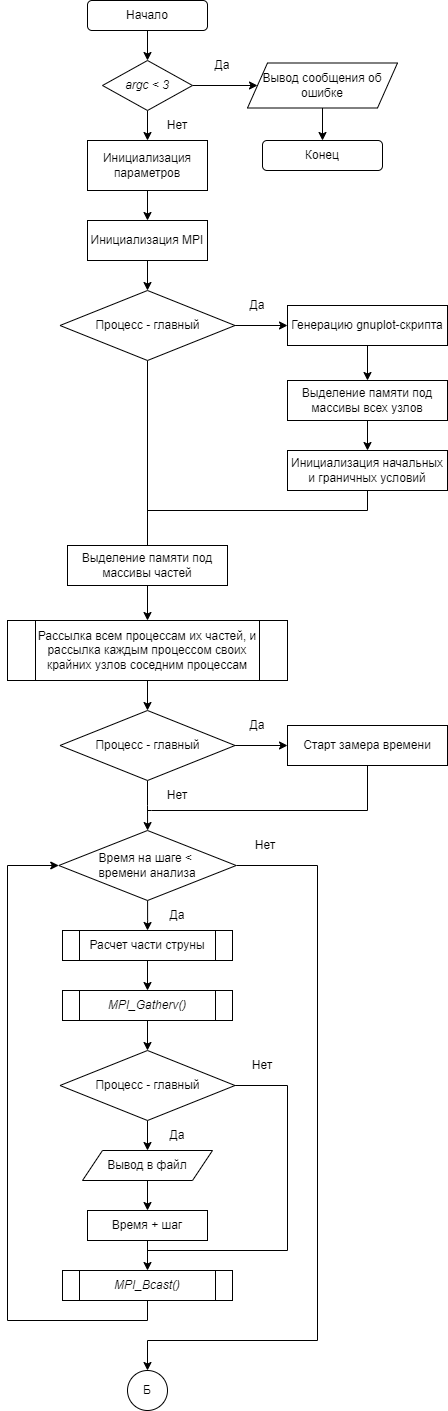 Начало
argc < 3
Да
Вывод сообщения об
ошибке
Нет
Конец
Инициализация
параметров
Инициализация MPI
Процесс - главный
Да
Генерацию gnuplot-скрипта
Выделение памяти под
массивы всех узлов
Инициализация начальных
и граничных условий
Выделение памяти под
массивы частей
Рассылка всем процессам их частей, и
рассылка каждым процессом своих
крайних узлов соседним процессам
Процесс - главный
Да
Старт замера времени
Нет
Время на шаге <
времени анализа
Нет
Да
Расчет части струны
MPI_Gatherv()
Процесс - главный
Нет
Да
Вывод в файл
Время + шаг
MPI_Bcast()
Б